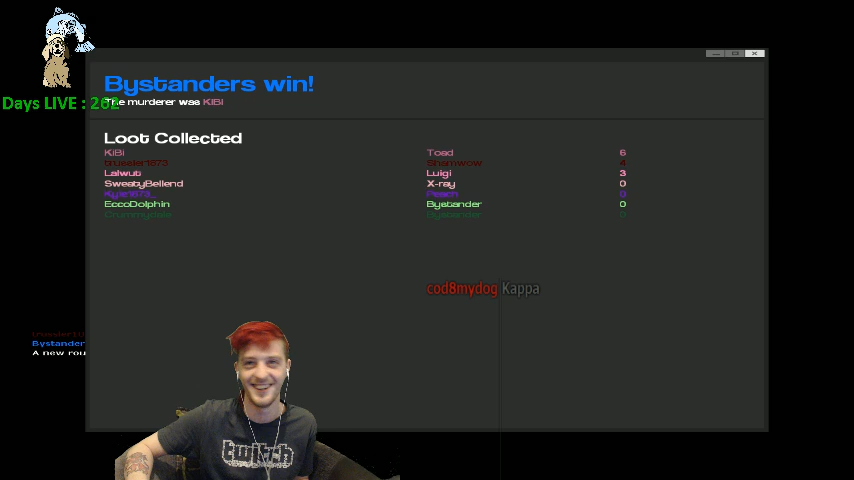 Days LIVE : 262
Bystanders win!
The murderer was KiBi
Loot Collected
KiBi Toad 6
Shamwow 4
Lalwut Luigi 3
SweatyBellend X-ray 0
Peach 0
EccoDolphin Bystander 0
Crummydale Bystander 0
cod8mydog Kappa
Bystander
A new rou
twitch